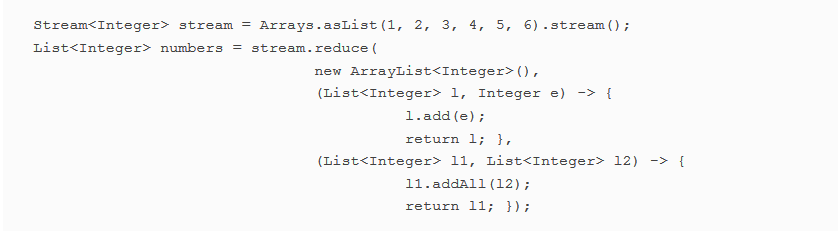 Stream<Integer> stream = Arrays.asList(1, 2, 3, 4, 5, 6).stream();
List<Integer> numbers = stream.reduce(
new ArrayList<Integer>(),
(List<Integer> l, Integer e) -> {
l.add(e);
return l; },
(List<Integer> l1, List<Integer> l2) -> {
l1.addAll(l2);
return l1; });